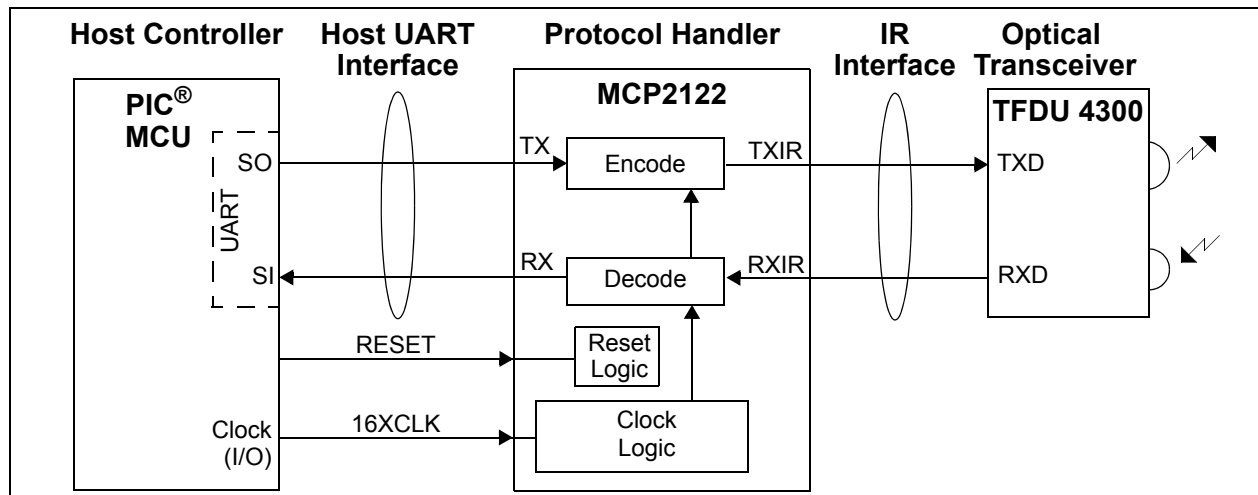 Host Controller
Host UART
Interface
Protocol Handler
IR
Interface
Optical
Transceiver
PIC®
MCU
MCP2122
TFDU 4300
UART
SO
TX
Encode
TXIR
TXD
SI
RX
Decode
RXIR
RXD
RESET
Reset
Logic
Clock
(I/O)
16XCLK
Clock
Logic